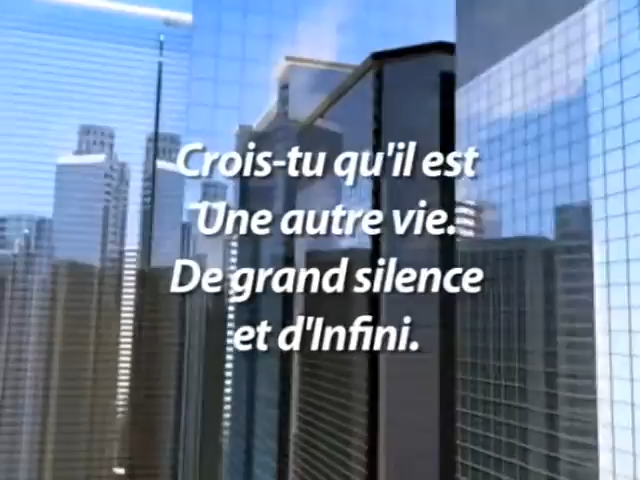 Crois-tu qu'il est
Une autre vie.
De grand silence
et d'Infini.